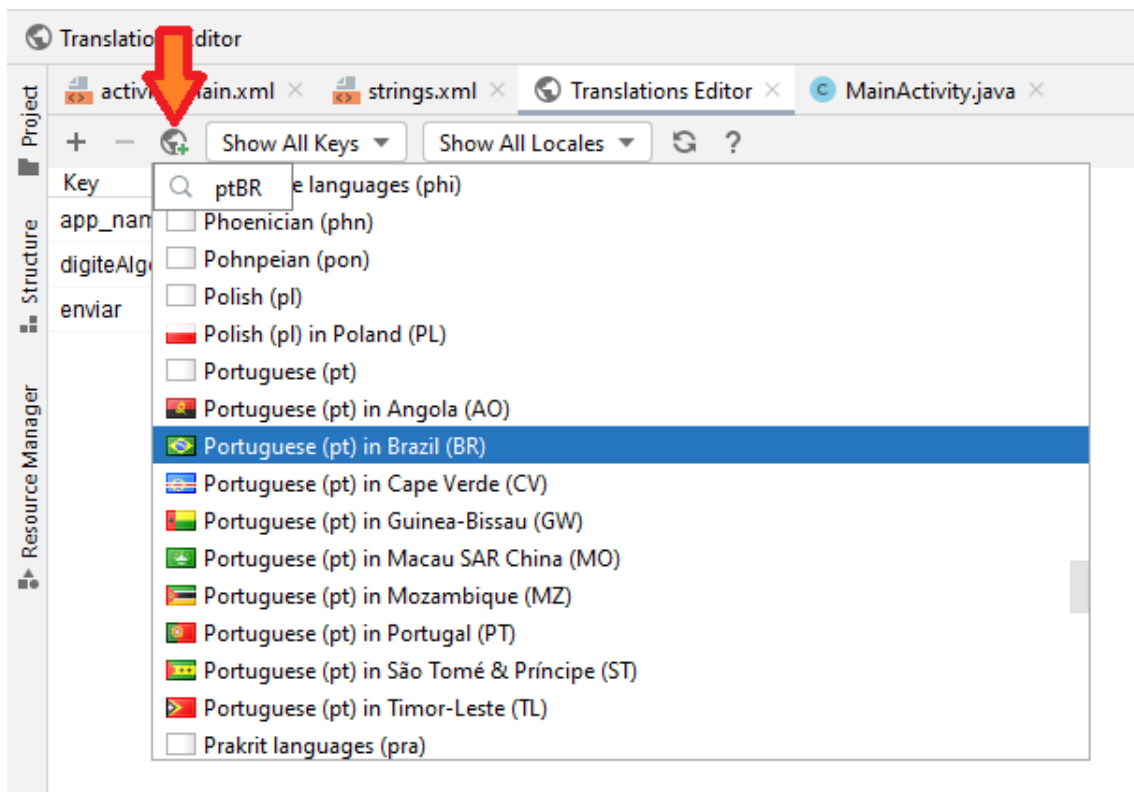 Translatio ditor
activi ain.xml strings.xml Translations Editor C MainActivity.java
Show All Keys Show All Locales ?
Key
ptBR
e languages (phi)
app_nam
Phoenician (phn)
digiteAlg
Pohnpeian (pon)
Polish (pl)
enviar
Polish (pl) in Poland (PL)
Portuguese (pt)
Portuguese (pt) in Angola (AO)
Portuguese (pt) in Brazil (BR)
Portuguese (pt) in Cape Verde (CV)
Portuguese (pt) in Guinea-Bissau (GW)
Portuguese (pt) in Macau SAR China (MO)
Portuguese (pt) in Mozambique (MZ)
Portuguese (pt) in Portugal (PT)
Portuguese (pt) in São Tomé & Príncipe (ST)
Portuguese (pt) in Timor-Leste (TL)
Prakrit languages (pra)
Project
Structure
Resource Manager